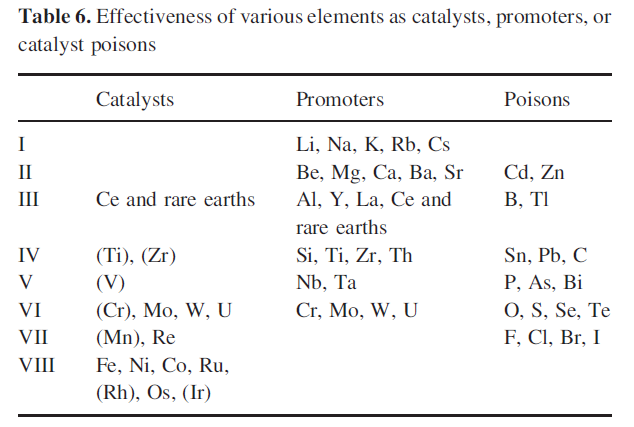 Table 6. Effectiveness of various elements as catalysts, promoters, or
catalyst poisons
Catalysts Promoters Poisons
I Li, Na, K, Rb, Cs
II Be, Mg, Ca, Ba, Sr Cd, Zn
III Ce and rare earths Al, Y, La, Ce and B, Tl
rare earths
IV (Ti), (Zr) Si, Ti, Zr, Th Sn, Pb, C
V (V) Nb, Ta P, As, Bi
VI (Cr), Mo, W, U Cr, Mo, W, U O, S, Se, Te
VII (Mn), Re F, Cl, Br, I
VIII Fe, Ni, Co, Ru,
(Rh), Os, (Ir)